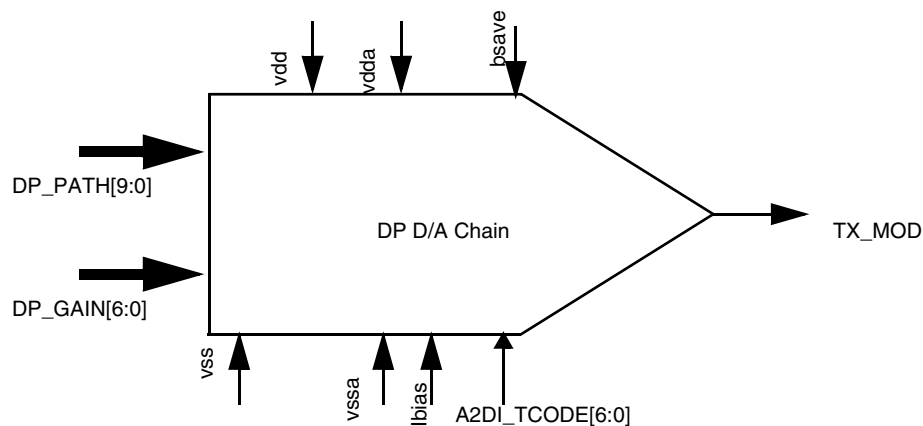 vdd
vdda
bsave
DP_PATH[9:0]
DP D/A Chain
TX_MOD
DP_GAIN[6:0]
vss
vssa
Ibias
A2DI_TCODE[6:0]